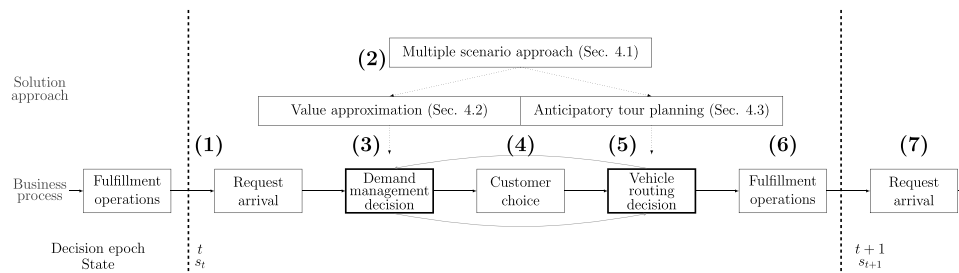 (2)
Multiple scenario approach (Sec. 4.1)
Solution
approach
Value approximation (Sec. 4.2)
Anticipatory tour planning (Sec. 4.3)
(1)
(3)
(4)
(5)
(6)
(7)
Business
process
Fulfillment
operations
Request
arrival
Demand
management
decision
Customer
choice
Vehicle
routing
decision
Fulfillment
operations
Request
arrival
Decision epoch
State
t
s_t
t + 1
s_{t+1}